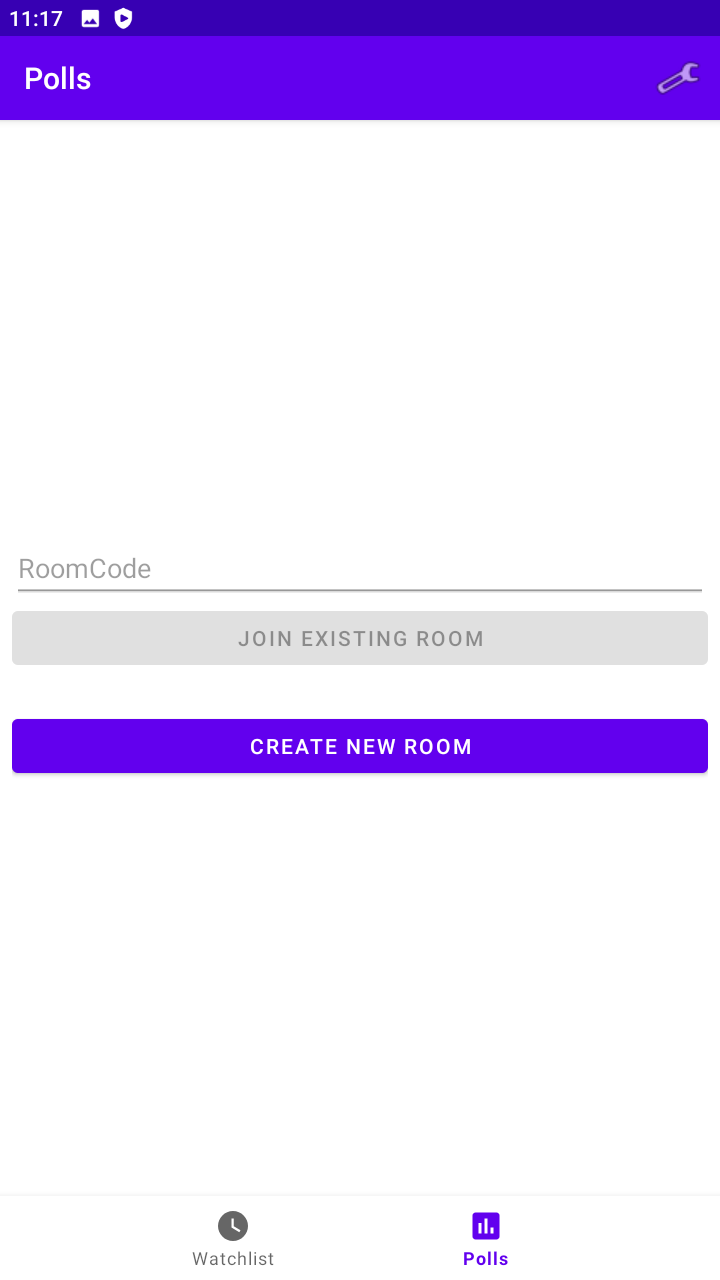 11:17
Polls
RoomCode
JOIN EXISTING ROOM
CREATE NEW ROOM
Watchlist
Polls